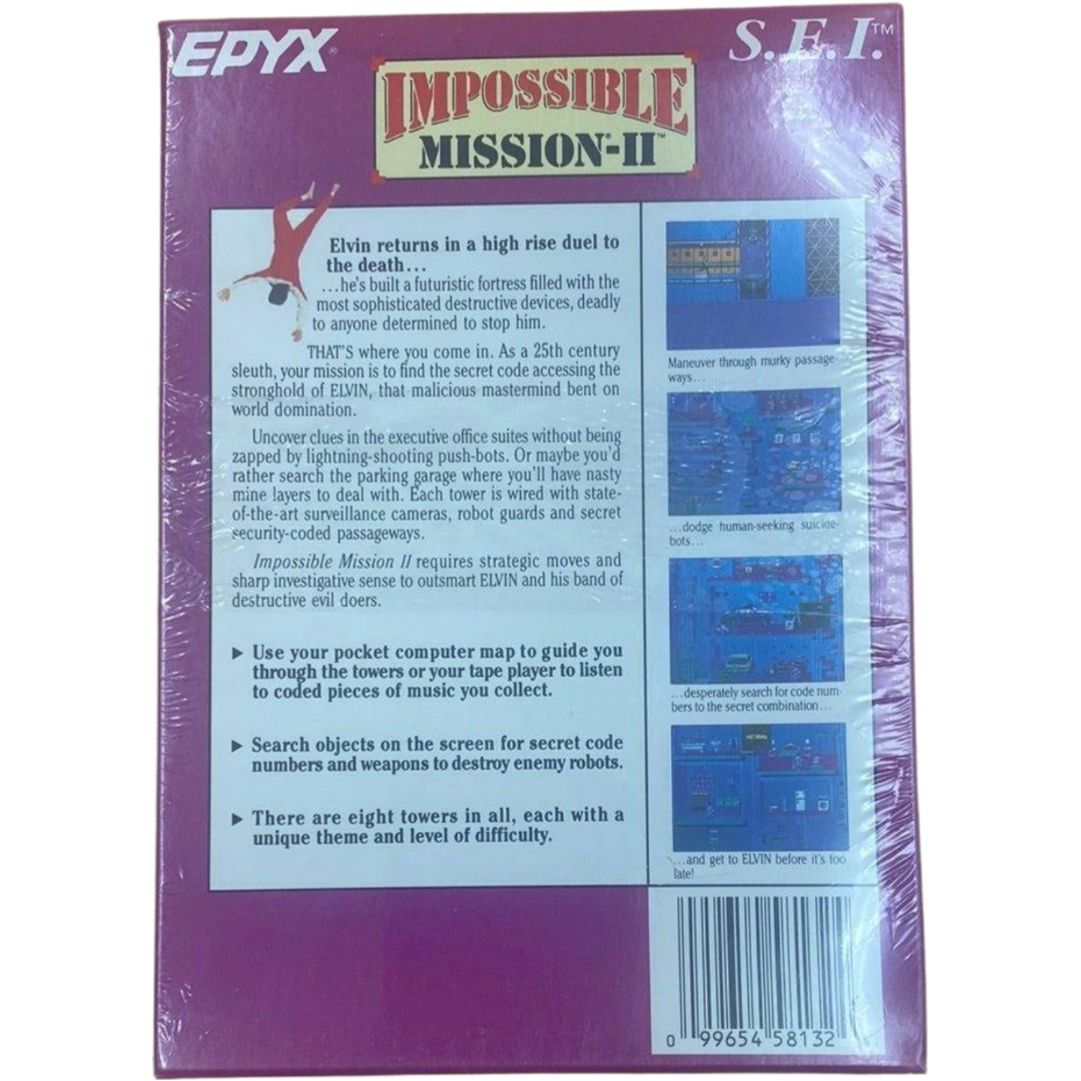 EPYX®
S.E.I.™
IMPOSSIBLE
MISSION®-II™
Elvin returns in a high rise duel to
the death...
...he's built a futuristic fortress filled with the
most sophisticated destructive devices, deadly
to anyone determined to stop him.
THAT'S where you come in. As a 25th century
sleuth, your mission is to find the secret code accessing the
stronghold of ELVIN, that malicious mastermind bent on
world domination.
Uncover clues in the executive office suites without being
zapped by lightning-shooting push-bots. Or maybe you'd
rather search the parking garage where you'll have nasty
mine layers to deal with. Each tower is wired with state-
of-the-art surveillance cameras, robot guards and secret
security-coded passageways.
Impossible Mission II requires strategic moves and
sharp investigative sense to outsmart ELVIN and his band of
destructive evil doers.
▶ Use your pocket computer map to guide you
through the towers or your tape player to listen
to coded pieces of music you collect.
▶ Search objects on the screen for secret code
numbers and weapons to destroy enemy robots.
▶ There are eight towers in all, each with a
unique theme and level of difficulty.
Maneuver through murky passage-
ways...
...dodge human-seeking suicide-
bots...
...desperately search for code num-
bers to the secret combination...
...and get to ELVIN before it's too
late!
0 99654 58132